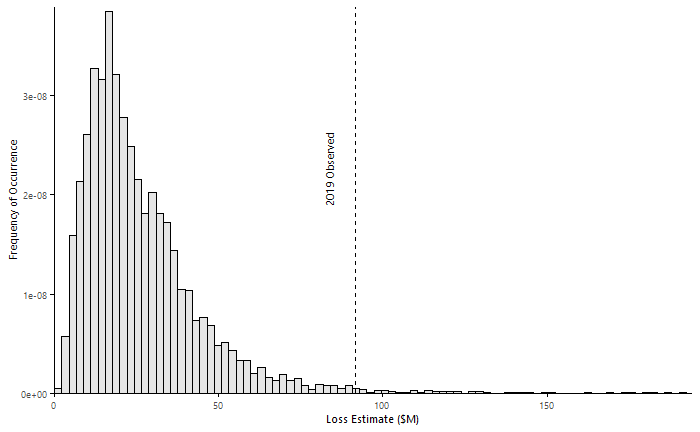 Frequency of Occurrence
3e-08
2e-08
1e-08
0e+00
2019 Observed
0
50
100
150
Loss Estimate ($M)